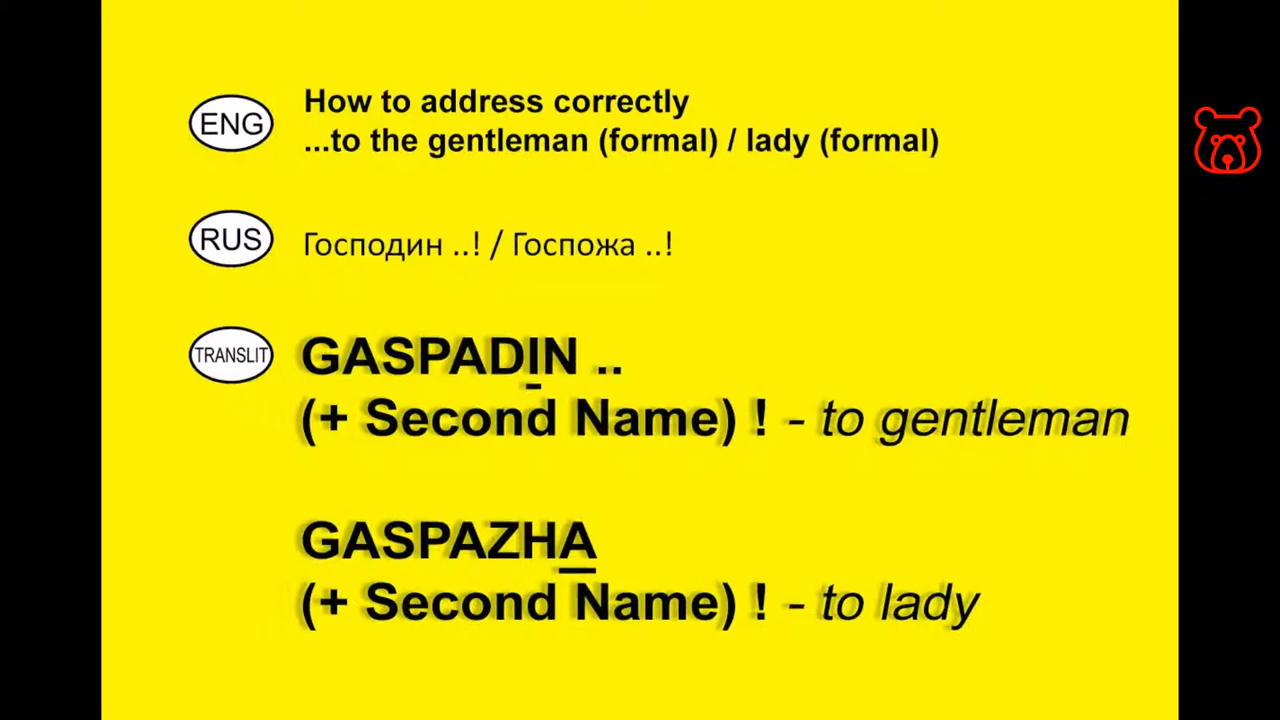 ENG
How to address correctly
...to the gentleman (formal) / lady (formal)
RUS
Господин ..! / Госпожа ..!
TRANSLIT
GASPADIN ..
(+ Second Name) ! - to gentleman
GASPAZHA
(+ Second Name) ! - to lady